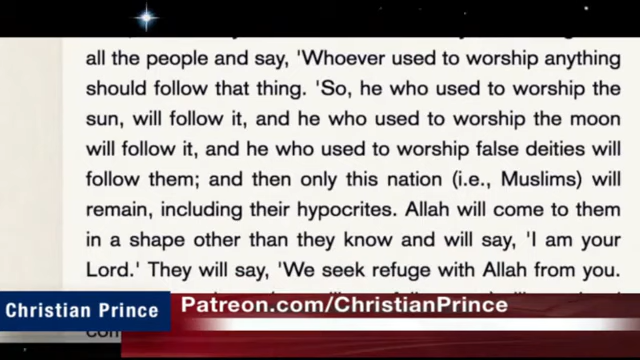 all the people and say, 'Whoever used to worship anything
should follow that thing. 'So, he who used to worship the
sun, will follow it, and he who used to worship the moon
will follow it, and he who used to worship false deities will
follow them; and then only this nation (i.e., Muslims) will
remain, including their hypocrites. Allah will come to them
in a shape other than they know and will say, 'I am your
Lord.' They will say, 'We seek refuge with Allah from you.
Christian Prince
Patreon.com/ChristianPrince